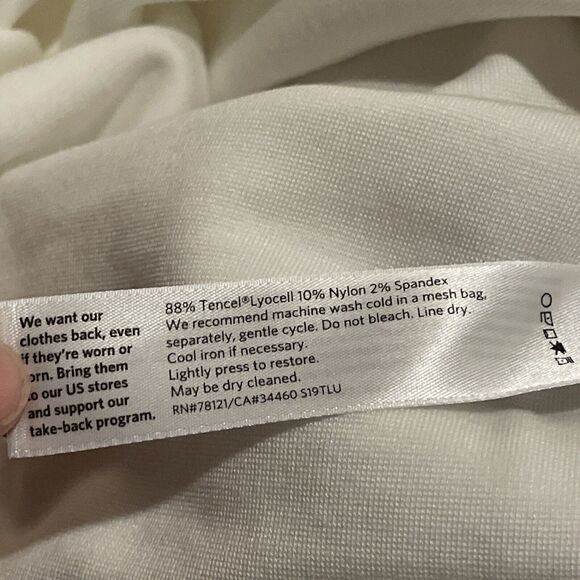 We want our
clothes back, even
if they're worn or
torn. Bring them
to our US stores
and support our
take-back program.
88% Tencel®Lyocell 10% Nylon 2% Spandex
We recommend machine wash cold in a mesh bag,
separately, gentle cycle. Do not bleach. Line dry.
Cool iron if necessary.
Lightly press to restore.
May be dry cleaned.
RN#78121/CA#34460 S19TLU